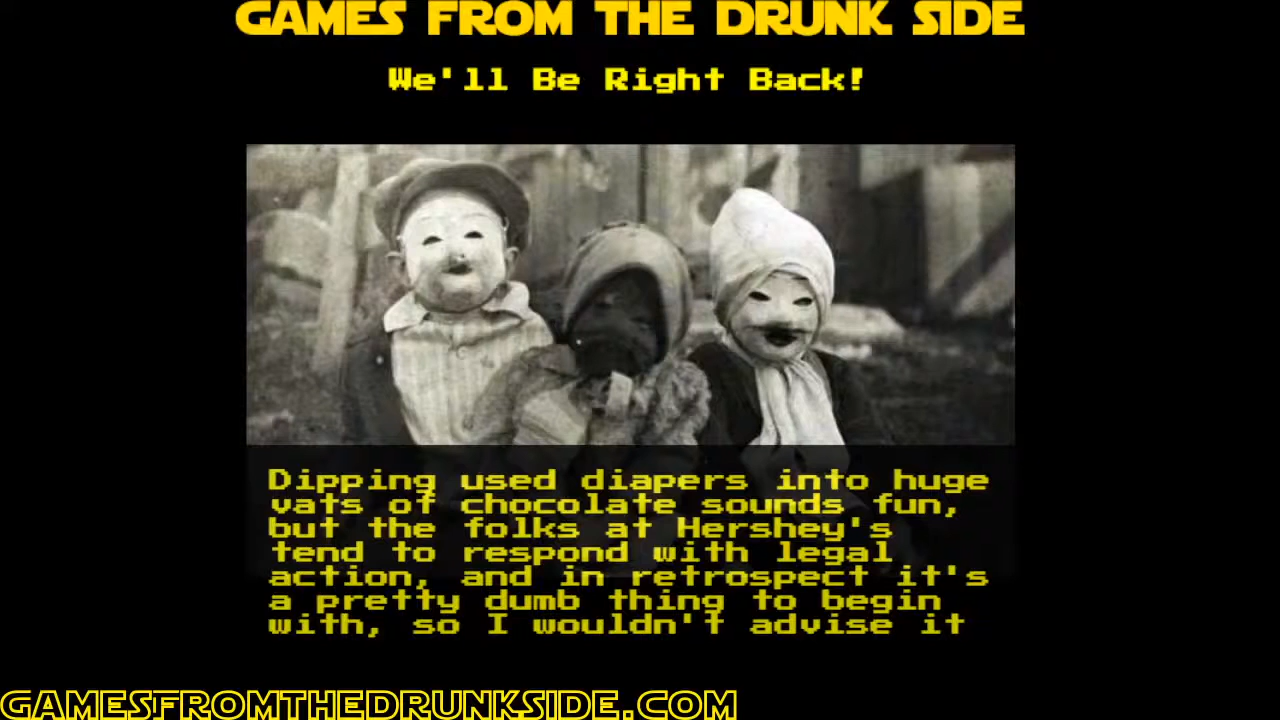 GAMES FROM THE DRUNK SIDE
We'll Be Right Back!
Dipping used diapers into huge
vats of chocolate sounds fun,
but the folks at Hershey's
tend to respond with legal
action, and in retrospect it's
a pretty dumb thing to begin
with, so I wouldn't advise it
GAMESFROMTHEDRUNKSIDE.COM